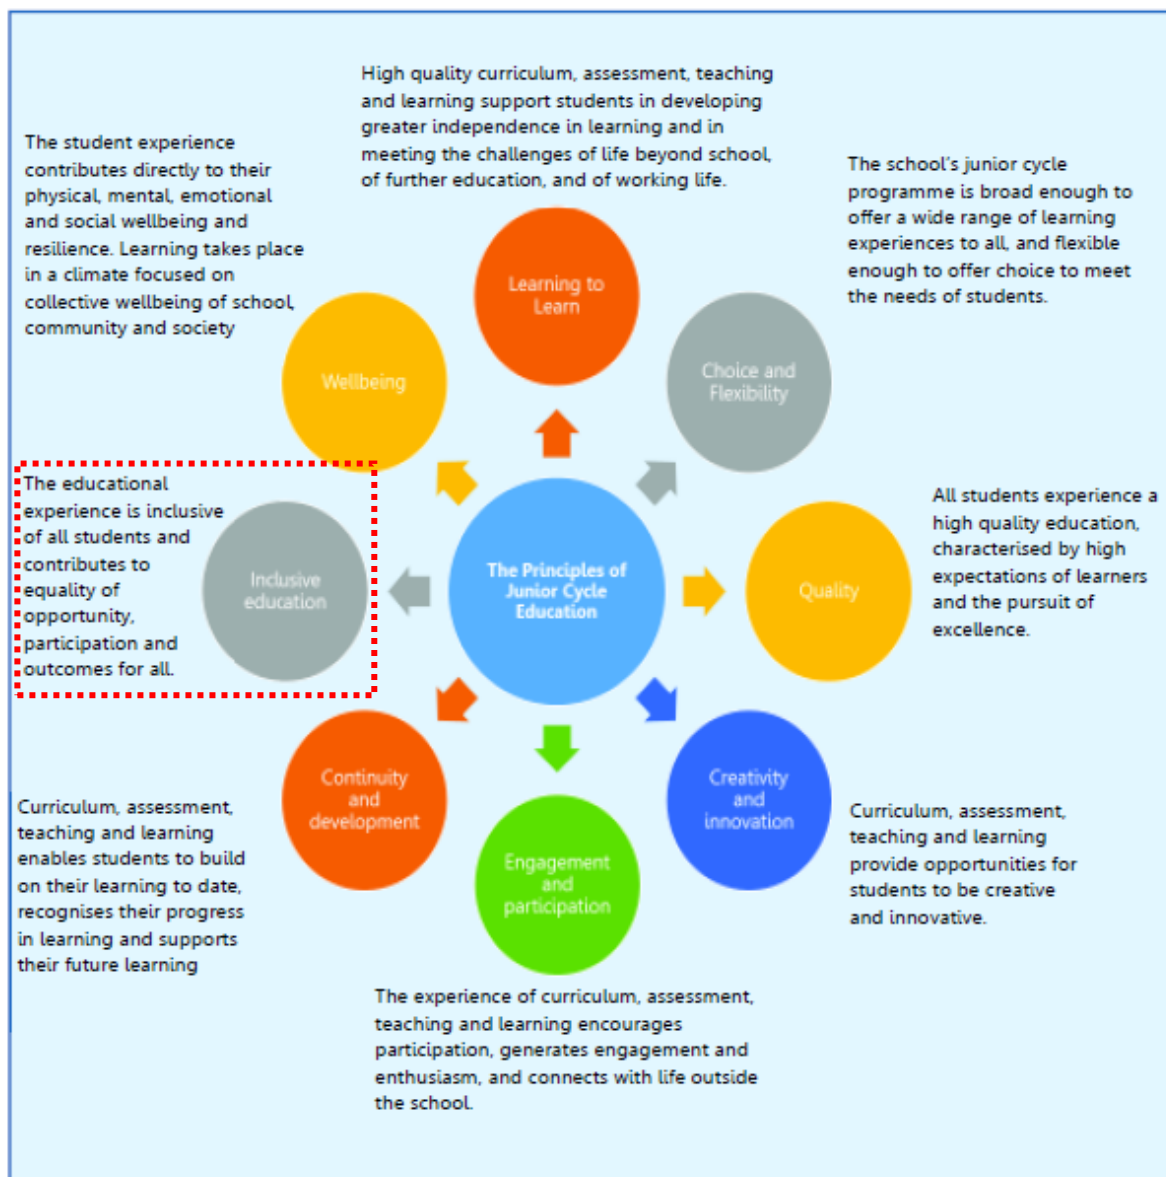 High quality curriculum, assessment, teaching
and learning support students in developing
greater independence in learning and in
meeting the challenges of life beyond school,
of further education, and of working life.
The student experience
contributes directly to their
physical, mental, emotional
and social wellbeing and
resilience. Learning takes place
in a climate focused on
collective wellbeing of school,
community and society
The school's junior cycle
programme is broad enough to
offer a wide range of learning
experiences to all, and flexible
enough to offer choice to meet
the needs of students.
Learning to
Learn
Wellbeing
Choice and
Flexibility
The educational
experience is inclusive
of all students and
contributes to
equality of
opportunity,
participation and
outcomes for all.
Inclusive
education
The Principles of
Junior Cycle
Education
Quality
All students experience a
high quality education,
characterised by high
expectations of learners
and the pursuit of
excellence.
Continuity
and
development
Creativity
and
innovation
Curriculum, assessment,
teaching and learning
enables students to build
on their learning to date,
recognises their progress
in learning and supports
their future learning
Engagement
and
participation
Curriculum, assessment,
teaching and learning
provide opportunities for
students to be creative
and innovative.
The experience of curriculum, assessment,
teaching and learning encourages
participation, generates engagement and
enthusiasm, and connects with life outside
the school.